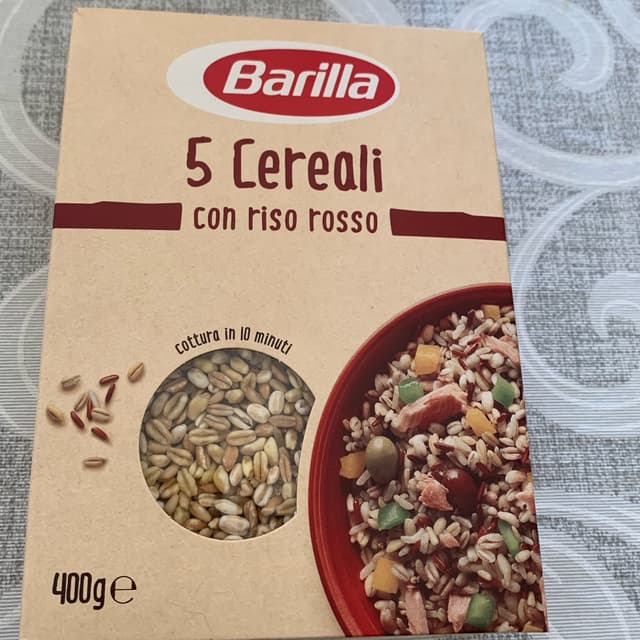 Barilla
5 Cereali
con riso rosso
cottura in 10 minuti
400g e